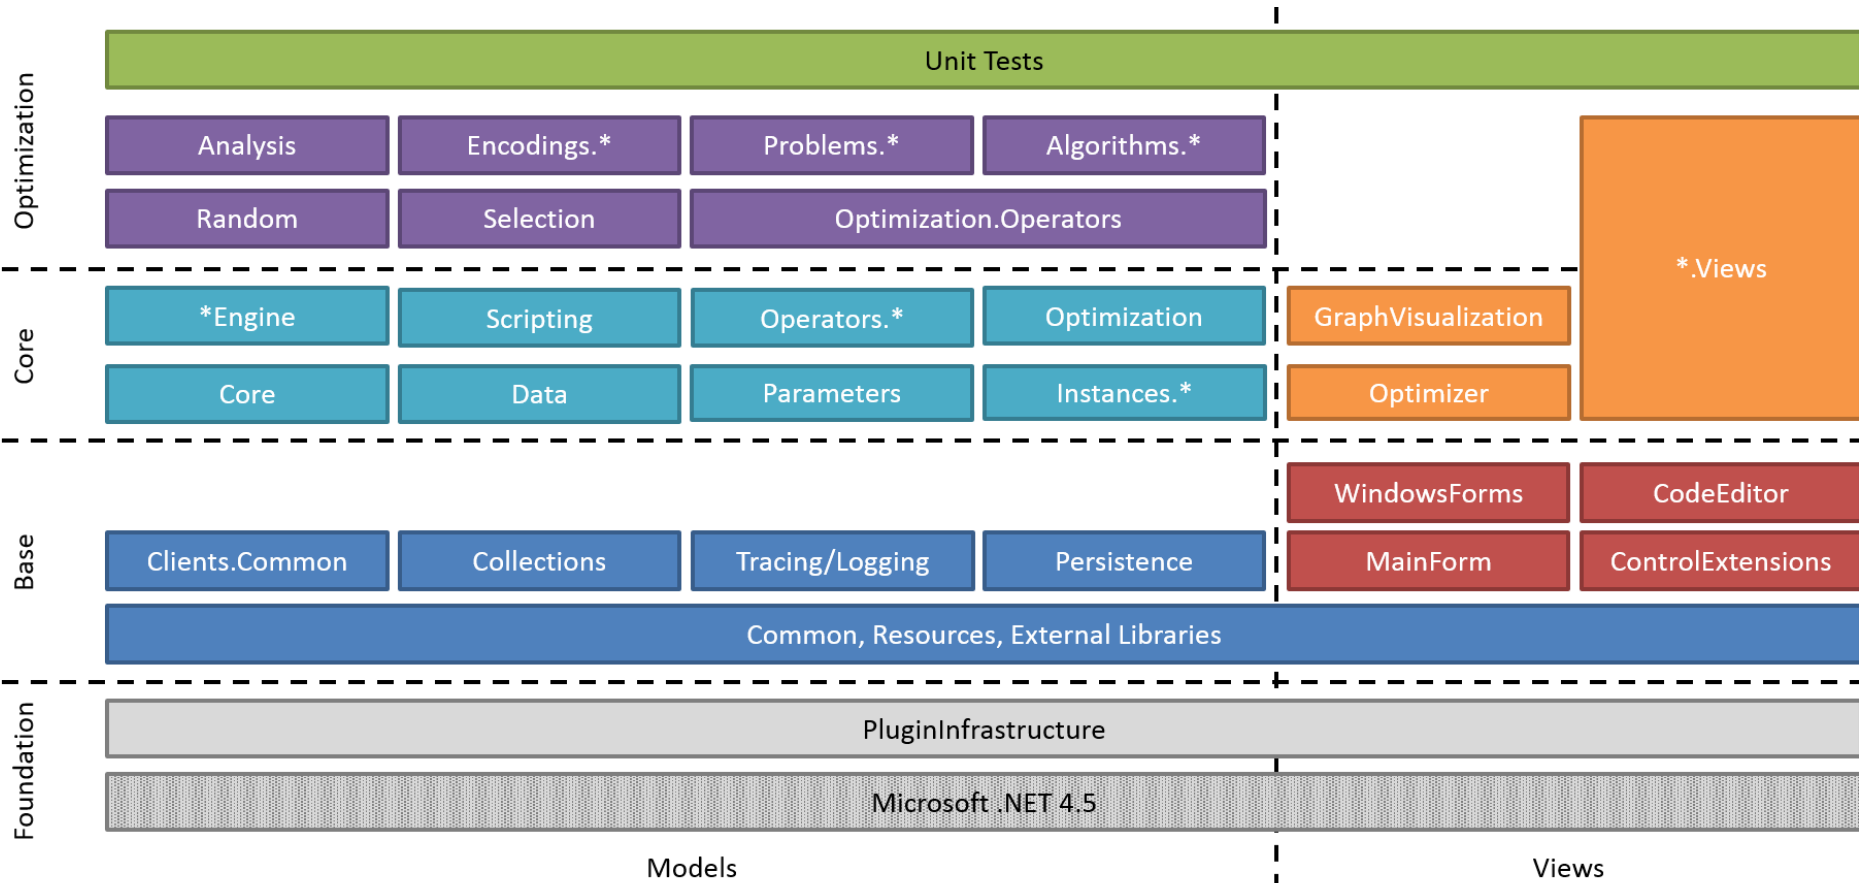 Optimization
Unit Tests
Analysis
Encodings.*
Problems.*
Algorithms.*
Random
Selection
Optimization.Operators
*.Views
Core
*Engine
Scripting
Operators.*
Optimization
GraphVisualization
Core
Data
Parameters
Instances.*
Optimizer
Base
WindowsForms
CodeEditor
Clients.Common
Collections
Tracing/Logging
Persistence
MainForm
ControlExtensions
Common, Resources, External Libraries
Foundation
PluginInfrastructure
Microsoft .NET 4.5
Models
Views